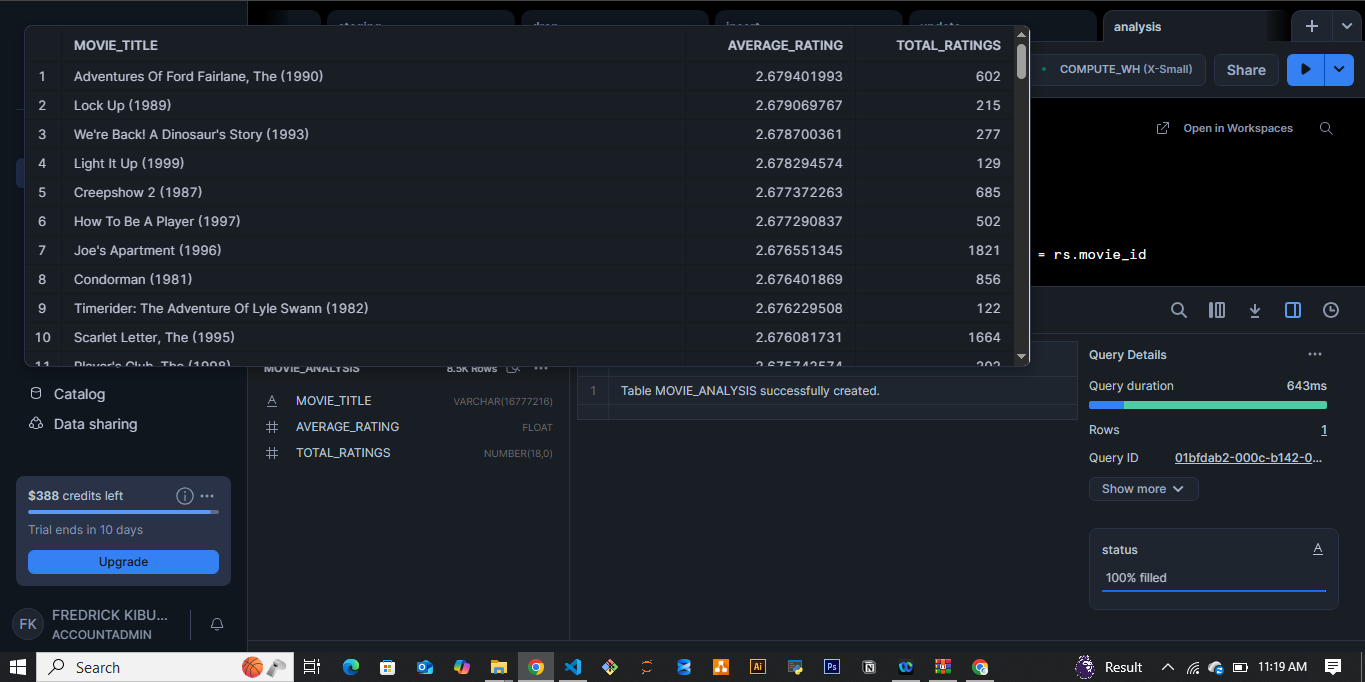 analysis
MOVIE_TITLE AVERAGE_RATING TOTAL_RATINGS
1 Adventures Of Ford Fairlane, The (1990) 2.679401993 602
2 Lock Up (1989) 2.679069767 215
3 We're Back! A Dinosaur's Story (1993) 2.678700361 277
4 Light It Up (1999) 2.678294574 129
5 Creepshow 2 (1987) 2.677372263 685
6 How To Be A Player (1997) 2.677290837 502
7 Joe's Apartment (1996) 2.676551345 1821
8 Condorman (1981) 2.676401869 856
9 Timerider: The Adventure Of Lyle Swann (1982) 2.676229508 122
10 Scarlet Letter, The (1995) 2.676081731 1664
COMPUTE_WH (X-Small) Share
Open in Workspaces
= rs.movie_id
Catalog
Data sharing
$388 credits left
Trial ends in 10 days
Upgrade
FK FREDRICK KIBU...
ACCOUNTADMIN
MOVIE_ANALYSIS 8.5K Rows
A MOVIE_TITLE VARCHAR(16777216)
# AVERAGE_RATING FLOAT
# TOTAL_RATINGS NUMBER(18,0)
1 Table MOVIE_ANALYSIS successfully created.
Query Details
Query duration 643ms
Rows 1
Query ID 01bfdab2-000c-b142-0...
Show more
status A
100% filled
Search
Ai
Ps
Result 11:19 AM